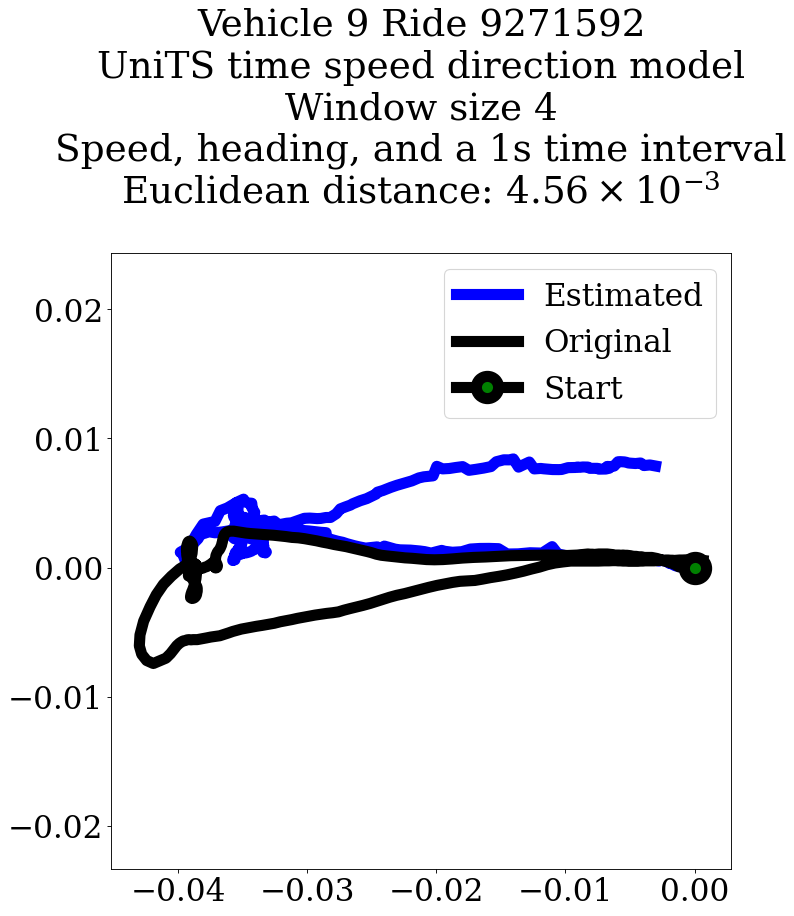 Vehicle 9 Ride 9271592
UniTS time speed direction model
Window size 4
Speed, heading, and a 1s time interval
Euclidean distance: 4.56 × 10⁻³
Estimated
Original
Start
0.02
0.01
0.00
−0.01
−0.02
−0.04 −0.03 −0.02 −0.01 0.00